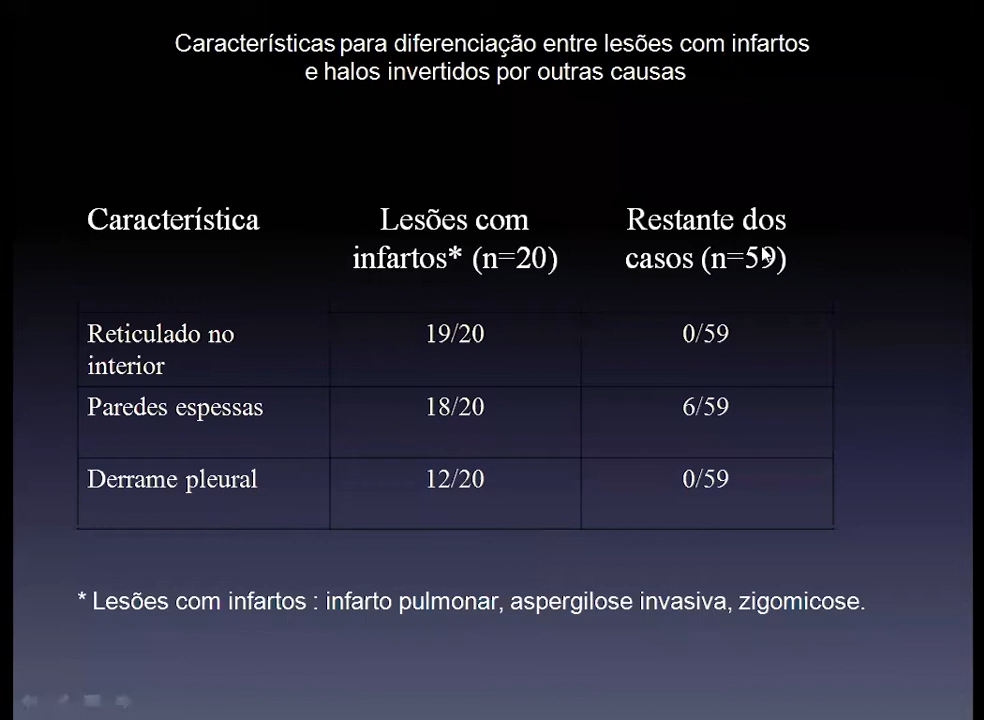 Características para diferenciação entre lesões com infartos
e halos invertidos por outras causas
Característica
Lesões com
infartos* (n=20)
Restante dos
casos (n=59)
Reticulado no
interior
19/20
0/59
Paredes espessas
18/20
6/59
Derrame pleural
12/20
0/59
* Lesões com infartos : infarto pulmonar, aspergilose invasiva, zigomicose.